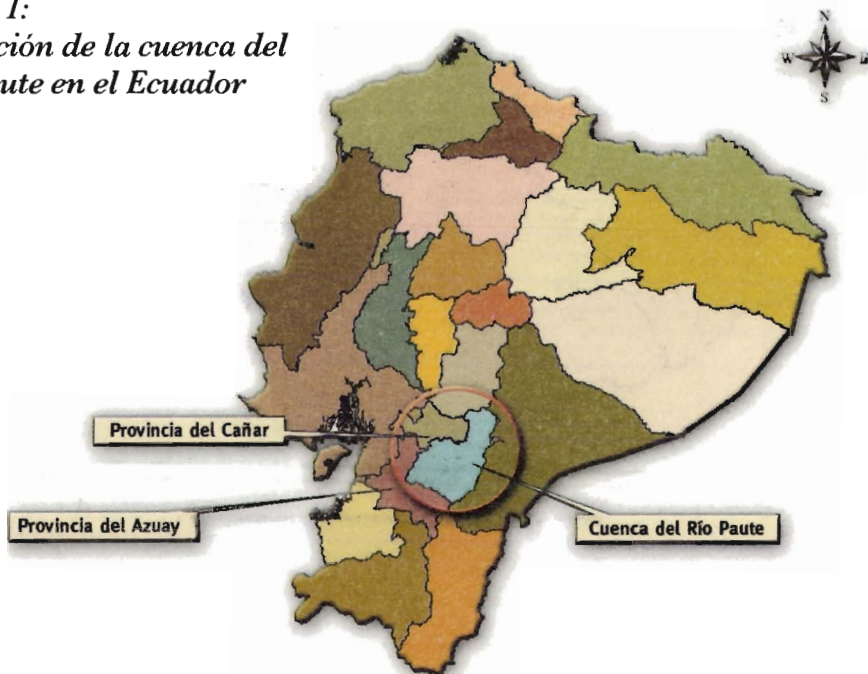 1:
ción de la cuenca del
ute en el Ecuador
N
W
E
S
Provincia del Cañar
Provincia del Azuay
Cuenca del Río Paute